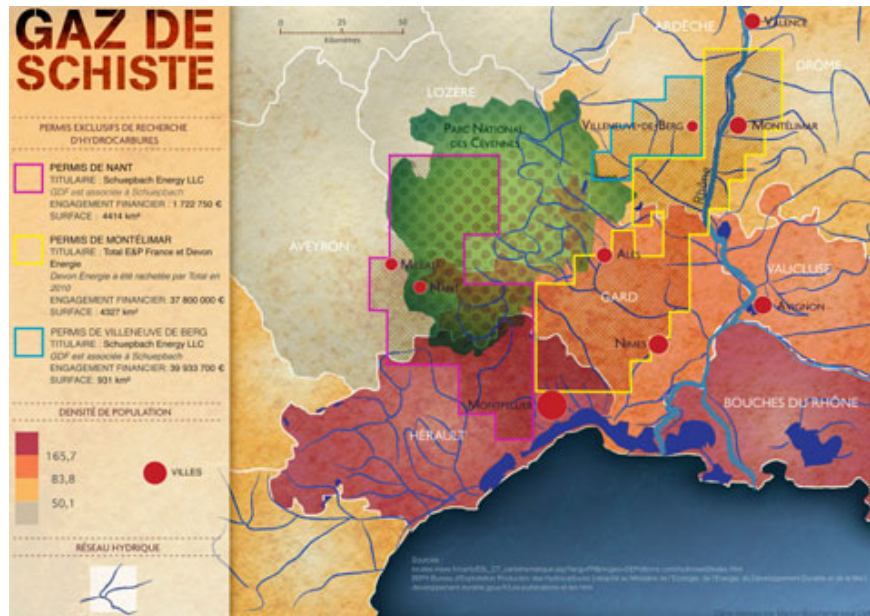 GAZ DE
SCHISTE
PERMIS EXCLUSIFS DE RECHERCHE
D'HYDROCARBURES
PERMIS DE NANT
TITULAIRE : Schuepbach Energy LLC
GDF est associée à Schuepbach
ENGAGEMENT FINANCIER : 1 722 750 €
SURFACE : 4414 km²
PERMIS DE MONTÉLIMAR
TITULAIRE : Total E&P France et Devon
Energie
Devon Energie a été rachetée par Total en
2010
ENGAGEMENT FINANCIER: 37 800 000 €
SURFACE : 4327 km²
PERMIS DE VILLENEUVE DE BERG
TITULAIRE : Schuepbach Energy LLC
GDF est associée à Schuepbach
ENGAGEMENT FINANCIER: 39 933 700 €
SURFACE: 931 km²
DENSITÉ DE POPULATION
165,7
83,8
50,1
VILLES
RÉSEAU HYDRIQUE
0 25 50
Kilomètres
ARDÈCHE
VALENCE
DRÔME
LOZÈRE
PARC NATIONAL
DES CÉVENNES
VILLENEUVE-DE-BERG
MONTÉLIMAR
Rhône
AVEYRON
MILLAU
NANT
ALÈS
GARD
VAUCLUSE
AVIGNON
NÎMES
MONTPELLIER
HÉRAULT
BOUCHES DU RHÔNE
Sources :